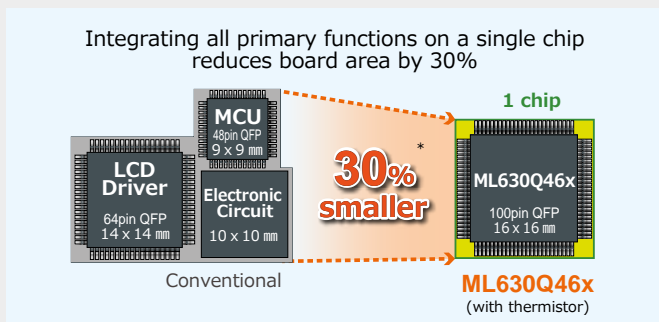 Integrating all primary functions on a single chip
reduces board area by 30%
MCU
48pin QFP
9 x 9 mm
LCD
Driver
64pin QFP
14 x 14 mm
Electronic
Circuit
10 x 10 mm
Conventional
30%*
smaller
1 chip
ML630Q46x
100pin QFP
16 x 16 mm
ML630Q46x
(with thermistor)